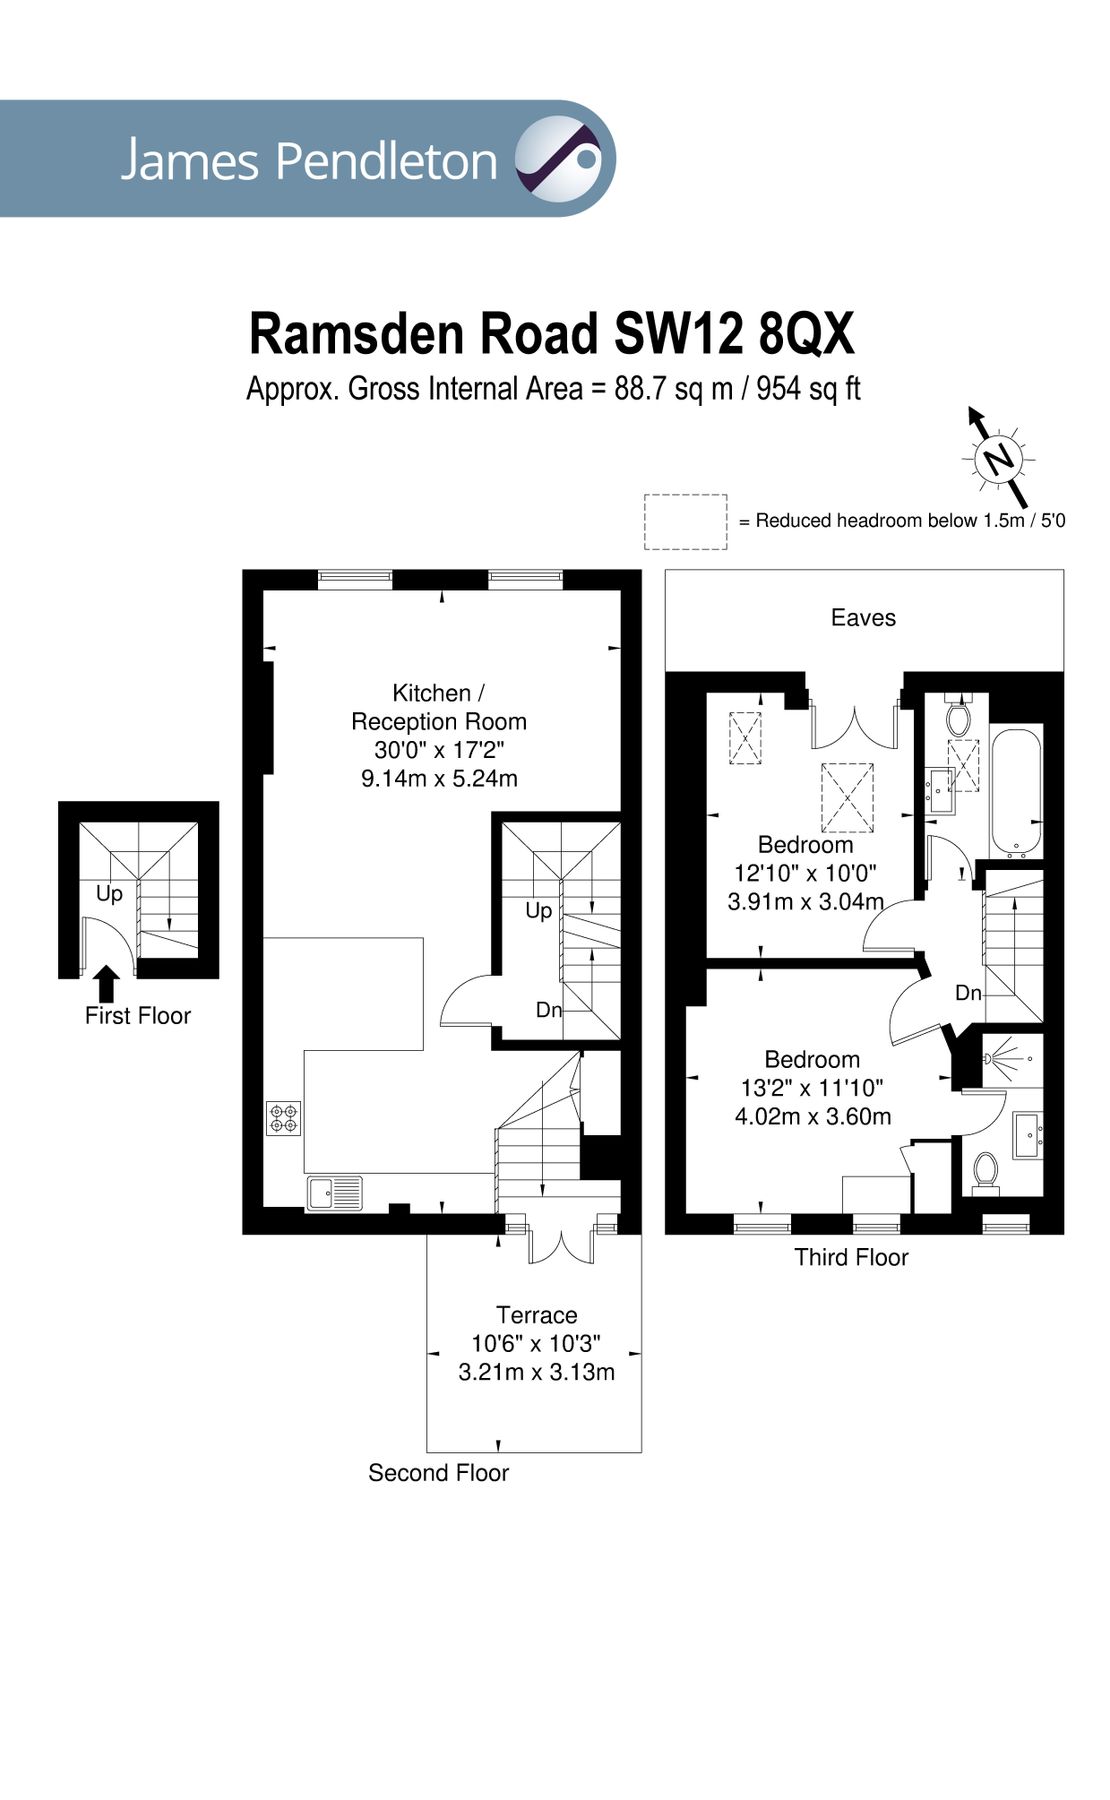 James Pendleton
Ramsden Road SW12 8QX
Approx. Gross Internal Area = 88.7 sq m / 954 sq ft
N
= Reduced headroom below 1.5m / 5'0
Eaves
Kitchen /
Reception Room
30'0" x 17'2"
9.14m x 5.24m
Bedroom
12'10" x 10'0"
3.91m x 3.04m
Up
Up
Dn
Dn
First Floor
Bedroom
13'2" x 11'10"
4.02m x 3.60m
Third Floor
Terrace
10'6" x 10'3"
3.21m x 3.13m
Second Floor